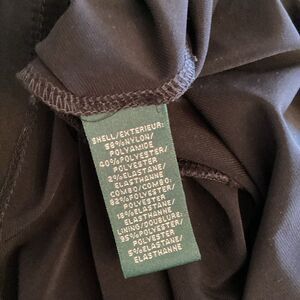 SHELL/EXTERIEUR:
58%NYLON/
POLYAMIDE
40%POLYESTER/
POLYESTER
2%ELASTANE/
ELASTHANNE
COMBO/COMBO:
82%POLYESTER/
POLYESTER
18%ELASTANE/
ELASTHANNE
LINING/DOUBLURE:
95%POLYESTER/
POLYESTER
5%ELASTANE/
ELASTHANNE